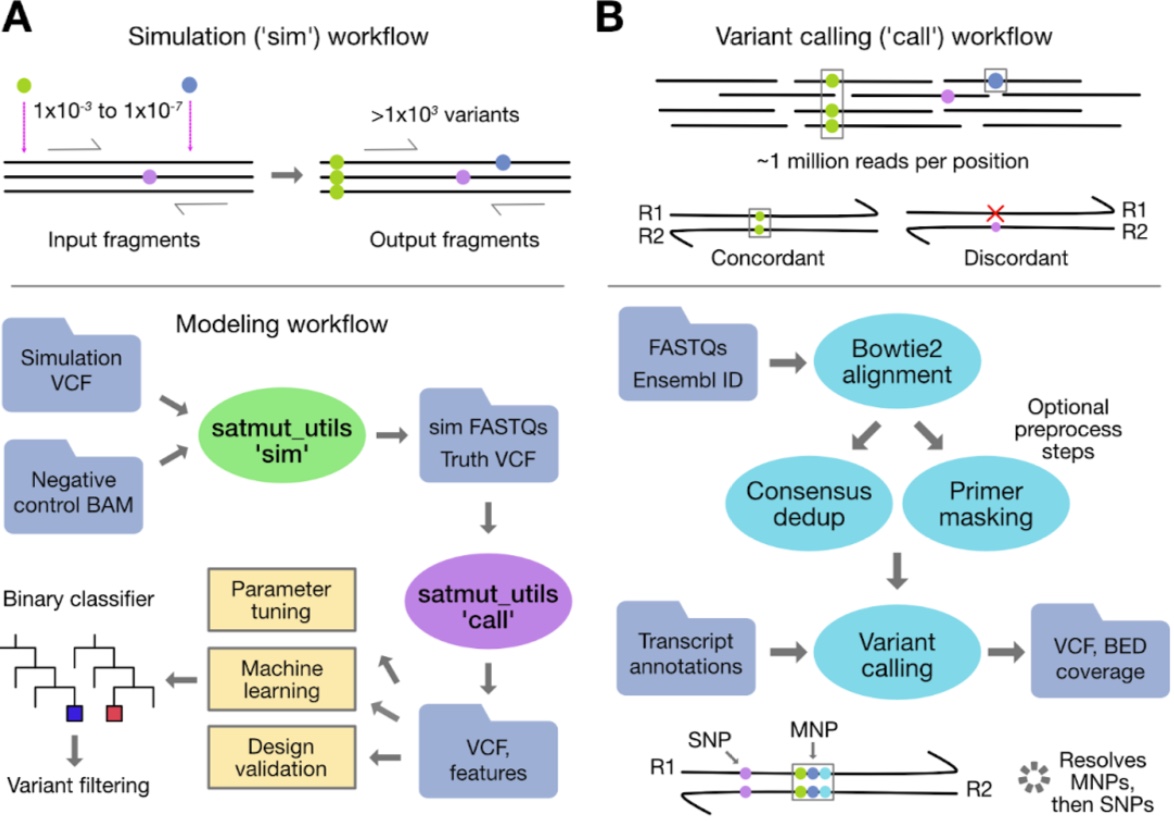 A
Simulation ('sim') workflow
1x10⁻³ to 1x10⁻⁷
>1x10³ variants
Input fragments
Output fragments
Modeling workflow
Simulation
VCF
Negative
control BAM
satmut_utils
'sim'
sim FASTQs
Truth VCF
satmut_utils
'call'
VCF,
features
Parameter
tuning
Machine
learning
Design
validation
Binary classifier
Variant filtering
B
Variant calling ('call') workflow
~1 million reads per position
R1
R2
Concordant
R1
R2
Discordant
FASTQs
Ensembl ID
Bowtie2
alignment
Optional
preprocess
steps
Consensus
dedup
Primer
masking
Transcript
annotations
Variant
calling
VCF, BED
coverage
SNP
MNP
R1
R2
Resolves
MNPs,
then SNPs